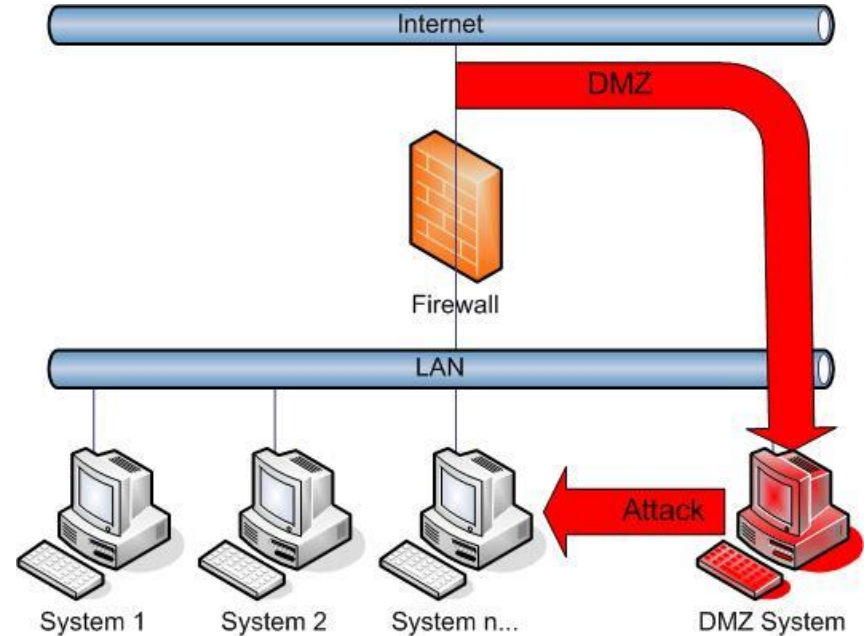 Internet
DMZ
Firewall
LAN
Attack
System 1
System 2
System n...
DMZ System